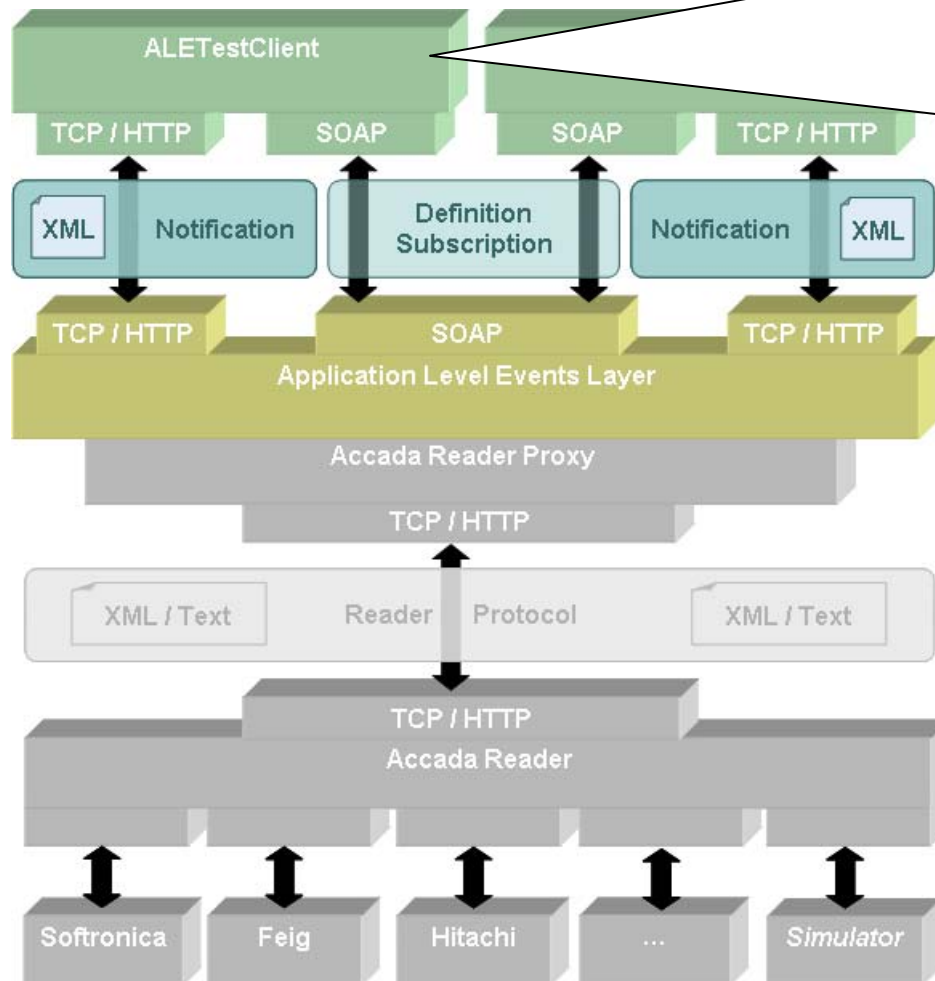 ALETestClient
TCP / HTTP SOAP SOAP TCP / HTTP
XML Notification Definition Subscription Notification XML
TCP / HTTP SOAP TCP / HTTP
Application Level Events Layer
Accada Reader Proxy
TCP / HTTP
XML / Text Reader Protocol XML / Text
TCP / HTTP
Accada Reader
Softronica Feig Hitachi ... Simulator